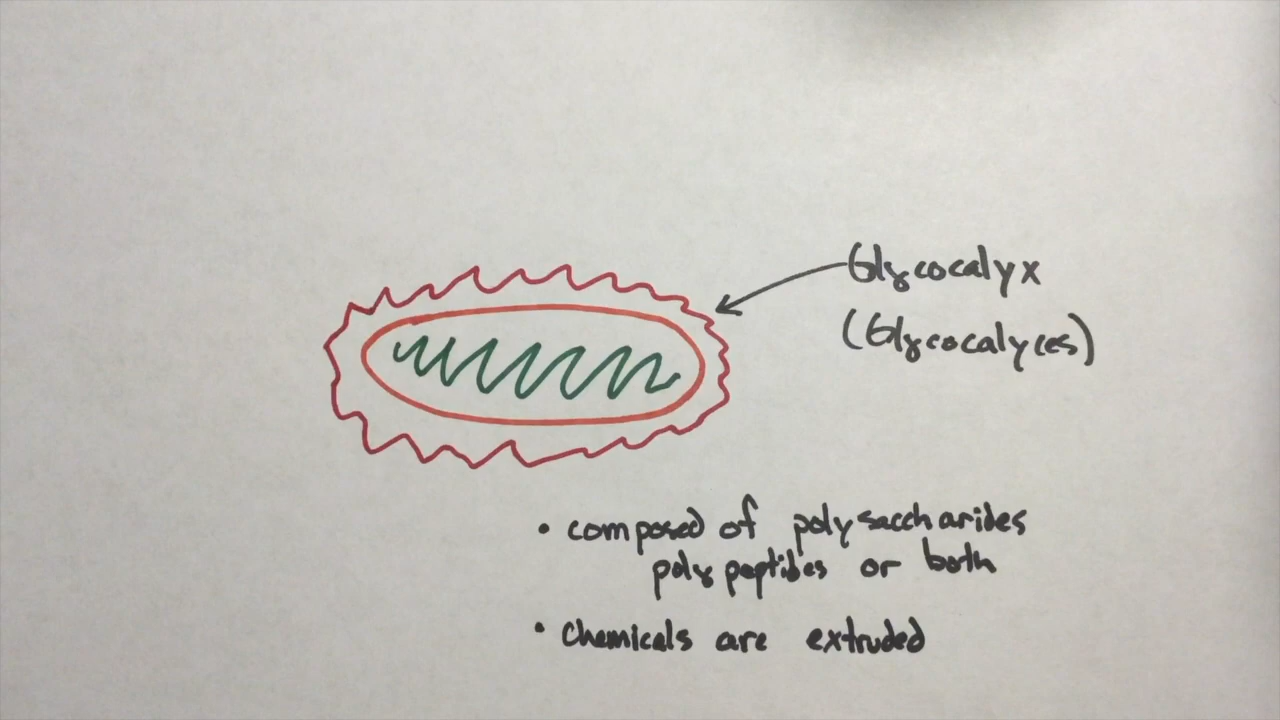 Glycocalyx
(Glycocalyces)
• composed of polysaccharides
polypeptides or both
• Chemicals are extruded